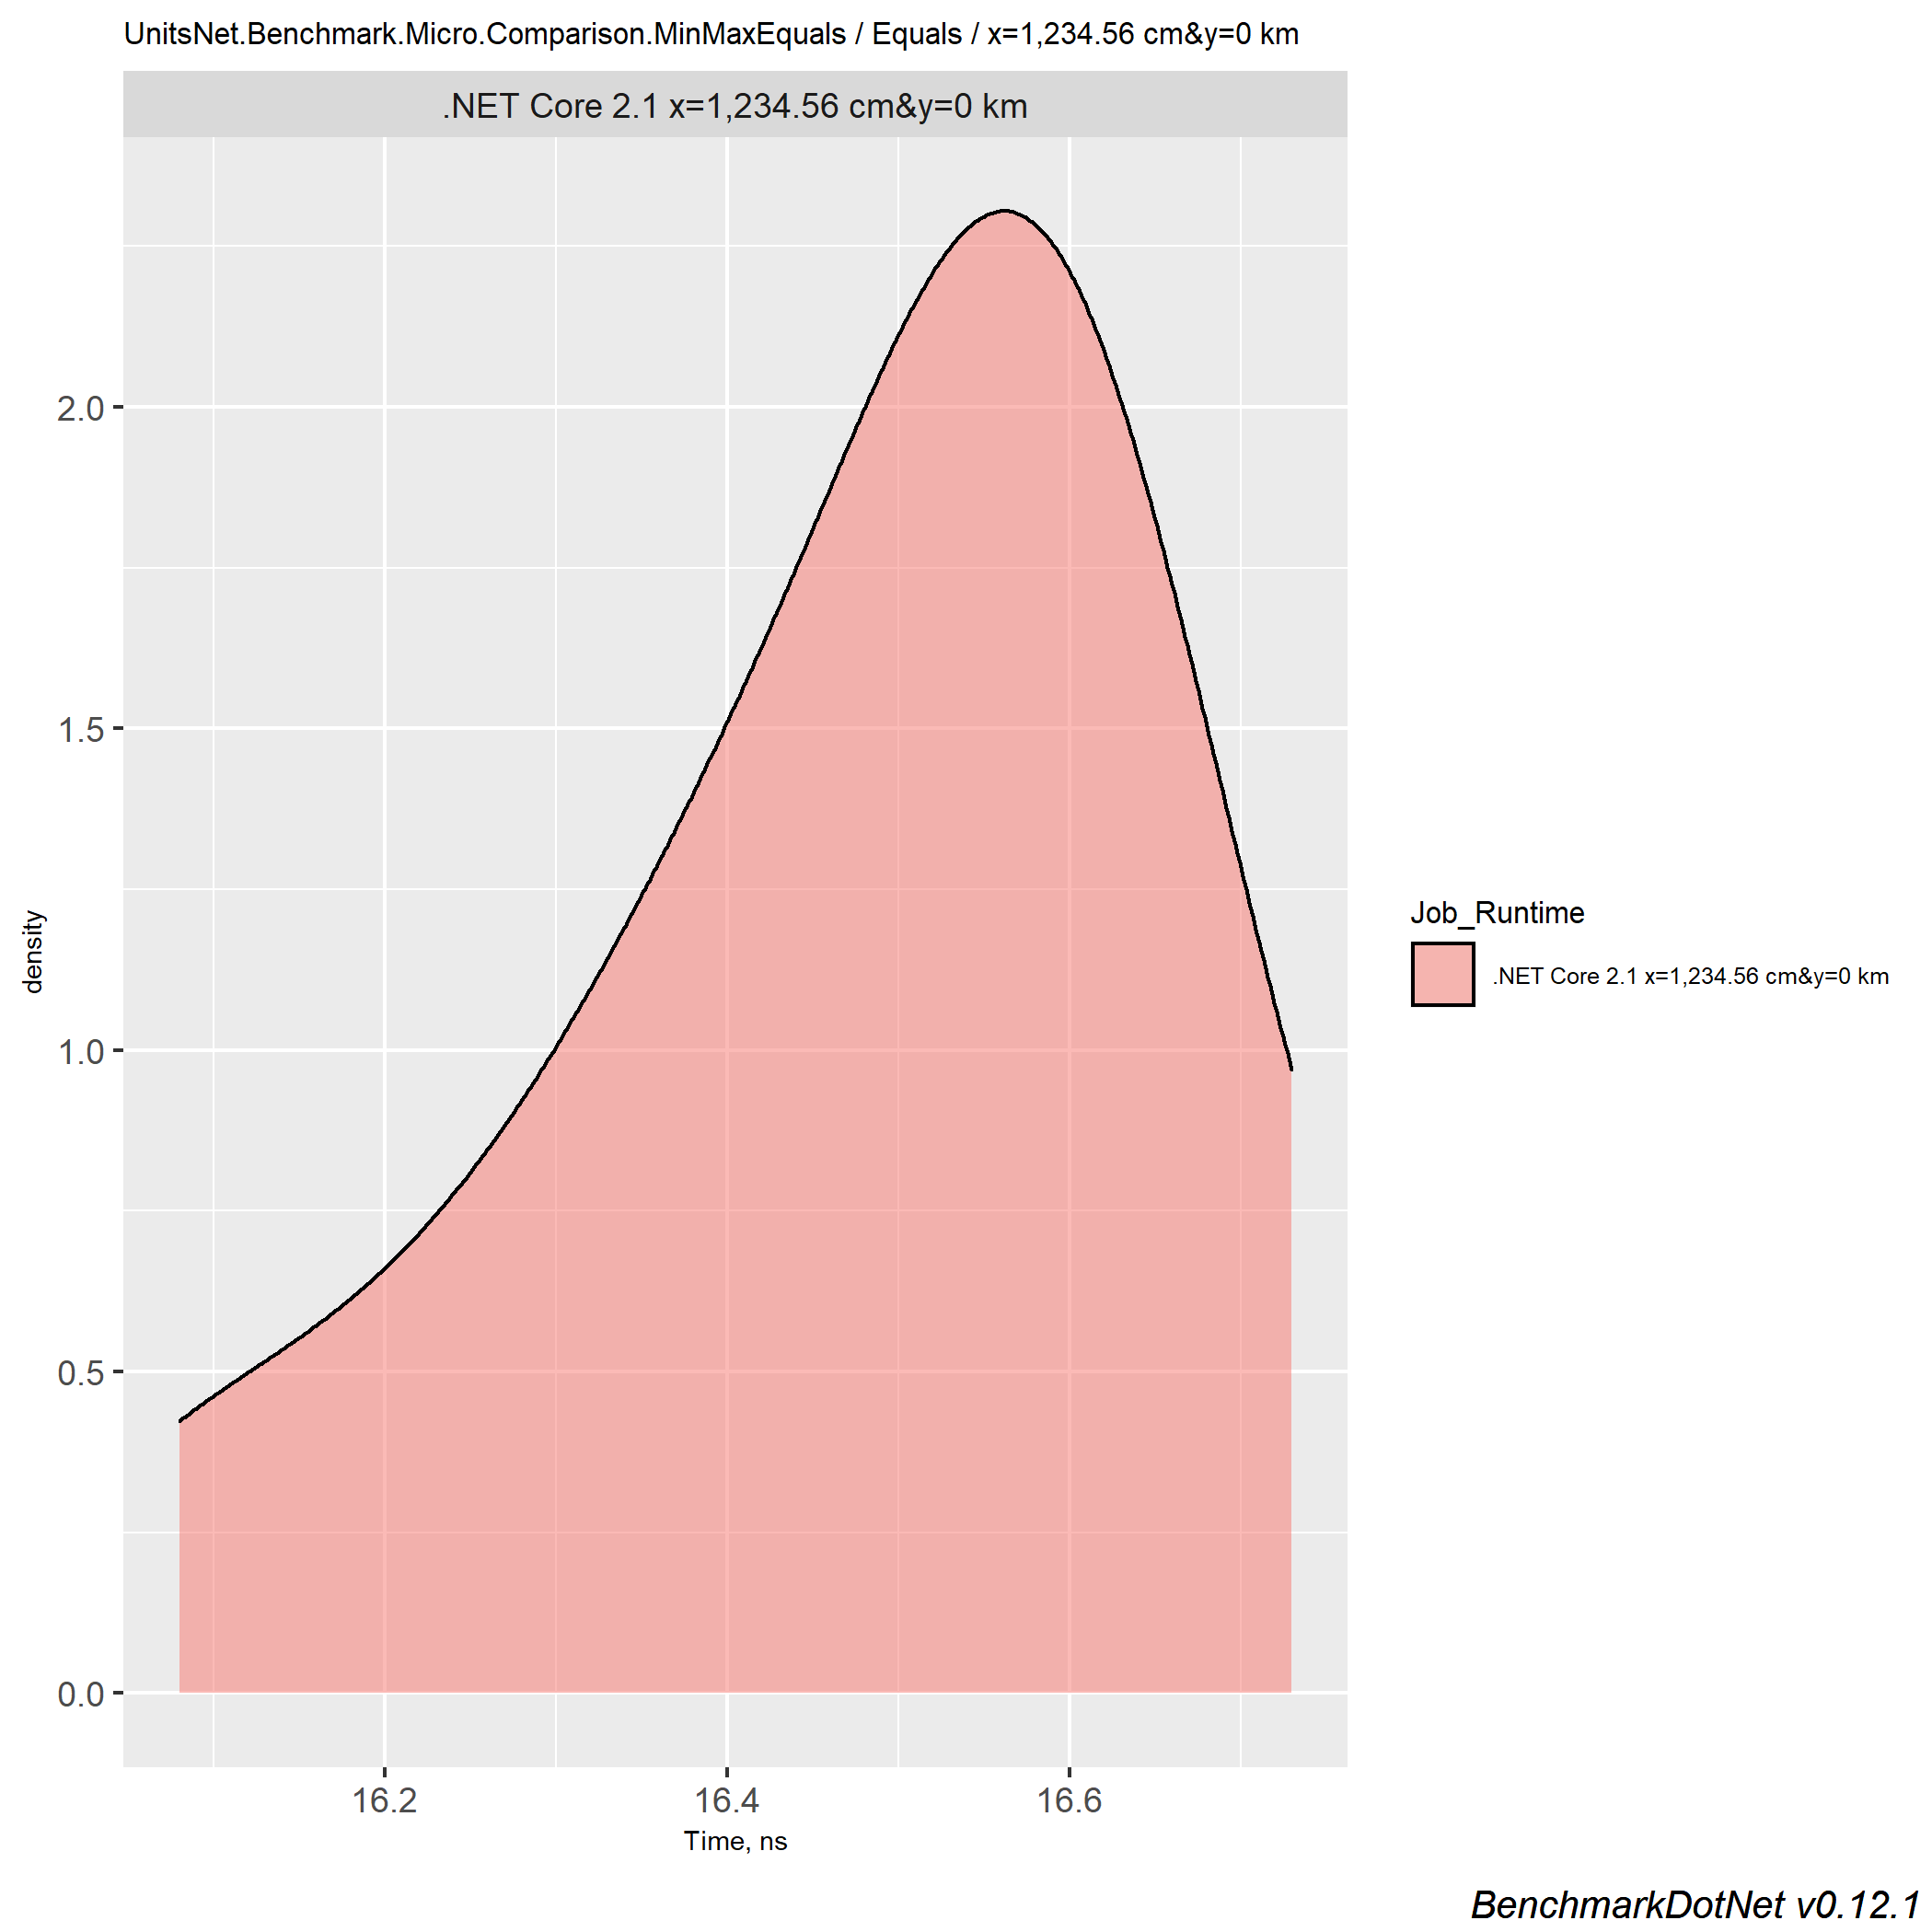 UnitsNet.Benchmark.Micro.Comparison.MinMaxEquals / Equals / x=1,234.56 cm&y=0 km
.NET Core 2.1 x=1,234.56 cm&y=0 km
2.0
1.5
1.0
0.5
0.0
density
16.2
16.4
16.6
Time, ns
Job_Runtime
.NET Core 2.1 x=1,234.56 cm&y=0 km
BenchmarkDotNet v0.12.1